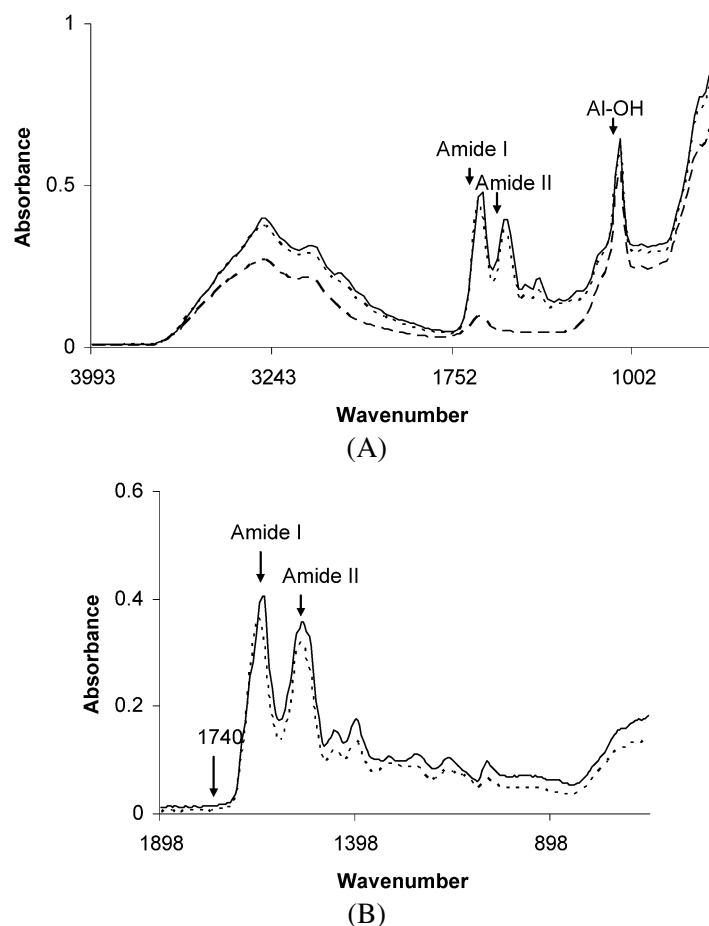 1
Al-OH
Amide I
Amide II
0.5
Absorbance
0
3993 3243 1752 1002
Wavenumber
(A)
0.6
Amide I
Amide II
0.4
Absorbance
0.2
1740
0
1898 1398 898
Wavenumber
(B)